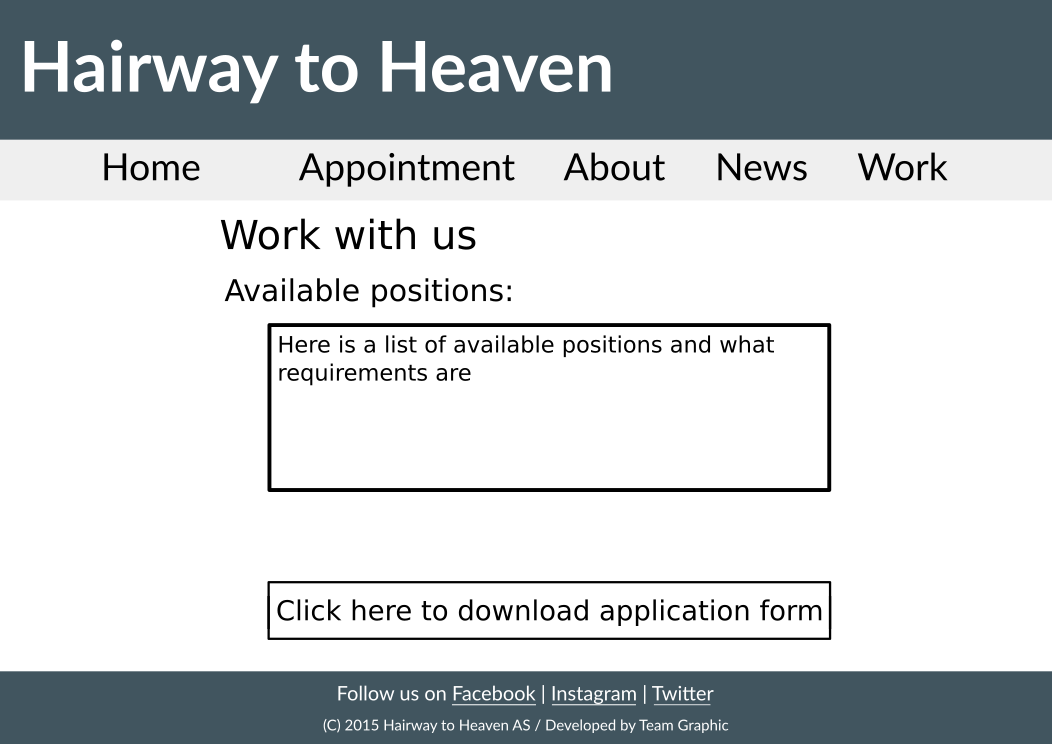 Hairway to Heaven
Home Appointment About News Work
Work with us
Available positions:
Here is a list of available positions and what
requirements are
Click here to download application form
Follow us on Facebook | Instagram | Twitter
(C) 2015 Hairway to Heaven AS / Developed by Team Graphic